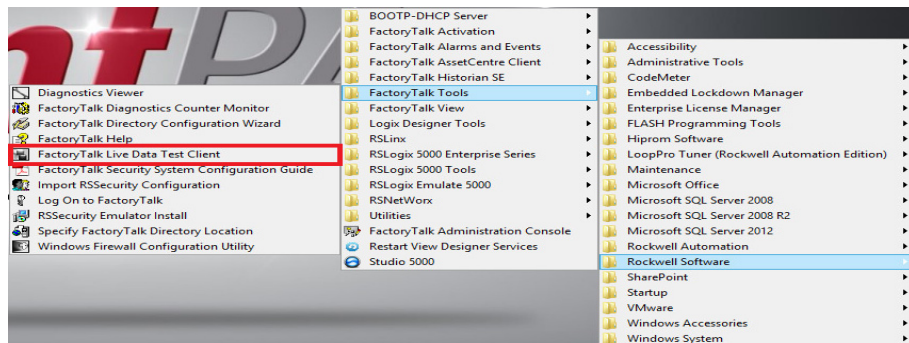 ntPA
Diagnostics Viewer
FactoryTalk Diagnostics Counter Monitor
FactoryTalk Directory Configuration Wizard
FactoryTalk Help
FactoryTalk Live Data Test Client
FactoryTalk Security System Configuration Guide
Import RSSecurity Configuration
Log On to FactoryTalk
RSSecurity Emulator Install
Specify FactoryTalk Directory Location
Windows Firewall Configuration Utility
BOOTP-DHCP Server
FactoryTalk Activation
FactoryTalk Alarms and Events
FactoryTalk AssetCentre Client
FactoryTalk Historian SE
FactoryTalk Tools
FactoryTalk View
Logix Designer Tools
RSLinx
RSLogix 5000 Enterprise Series
RSLogix 5000 Tools
RSLogix Emulate 5000
RSNetWorx
Utilities
FactoryTalk Administration Console
Restart View Designer Services
Studio 5000
Accessibility
Administrative Tools
CodeMeter
Embedded Lockdown Manager
Enterprise License Manager
FLASH Programming Tools
Hiprom Software
LoopPro Tuner (Rockwell Automation Edition)
Maintenance
Microsoft Office
Microsoft SQL Server 2008
Microsoft SQL Server 2008 R2
Microsoft SQL Server 2012
Rockwell Automation
Rockwell Software
SharePoint
Startup
VMware
Windows Accessories
Windows System